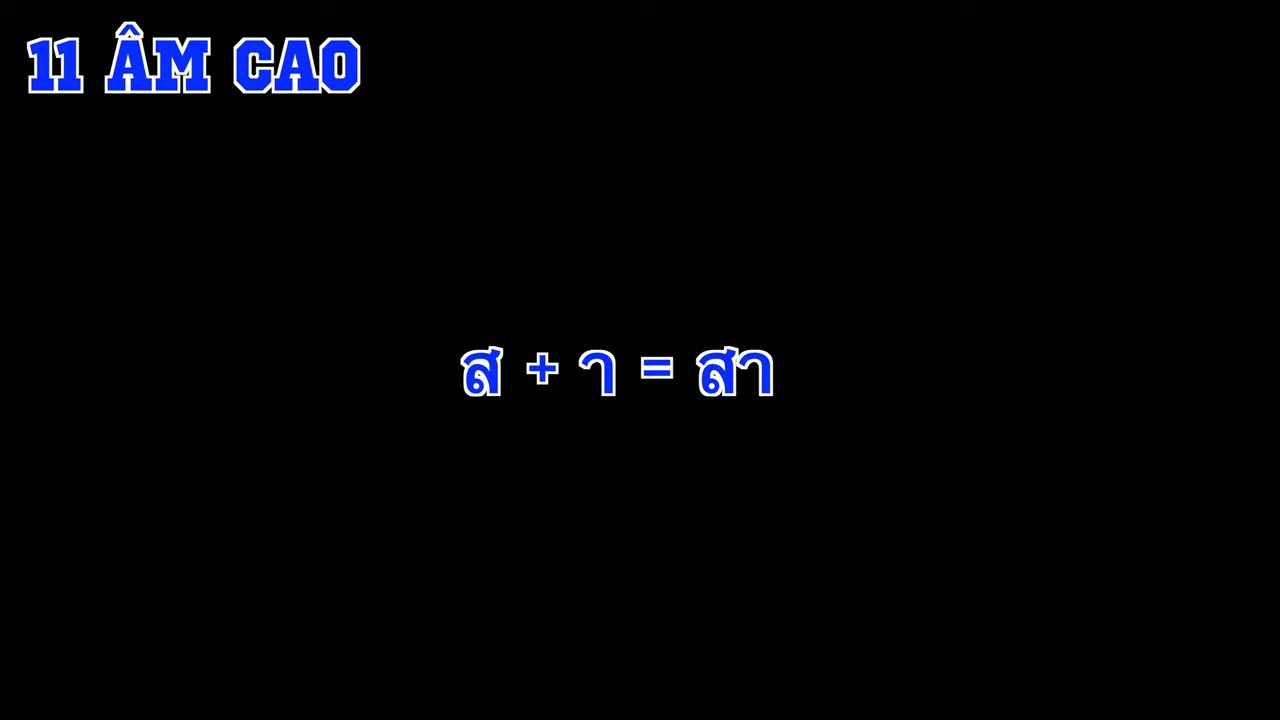 11 ÂM CAO
ส + า = สา